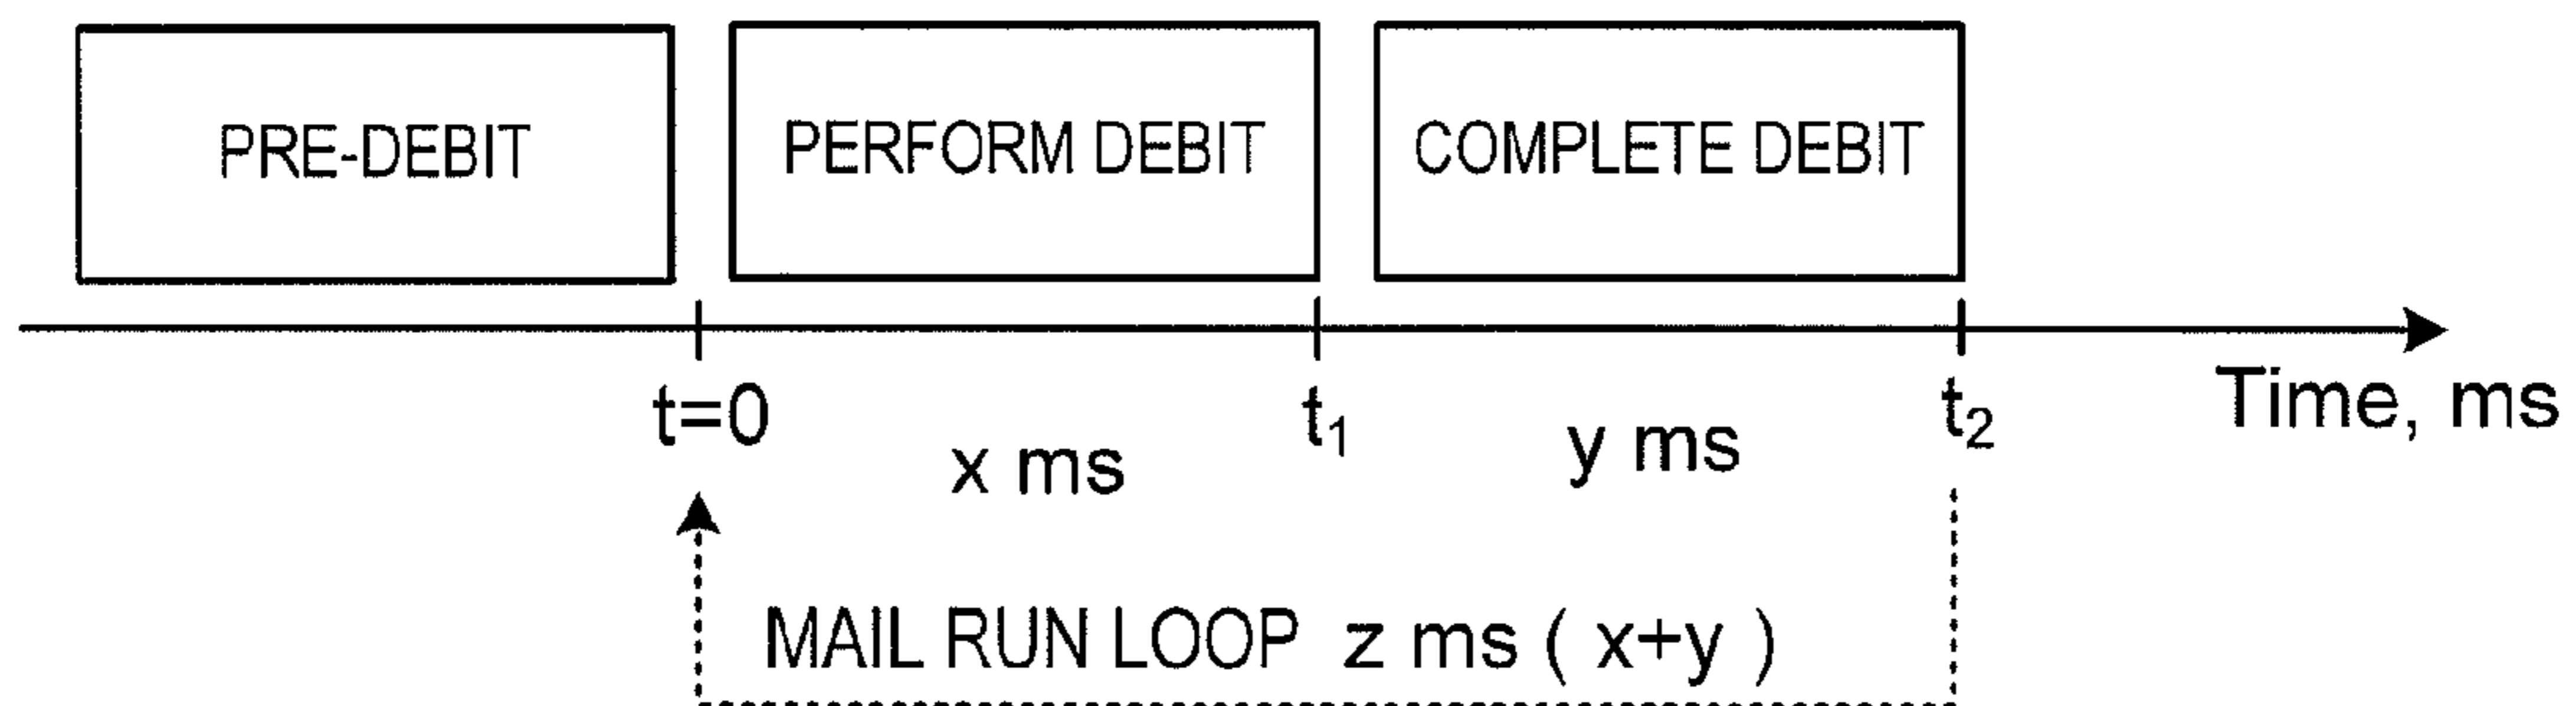 PRE-DEBIT
PERFORM DEBIT
COMPLETE DEBIT
t=0
t₁
t₂
Time, ms
x ms
y ms
MAIL RUN LOOP z ms ( x+y )